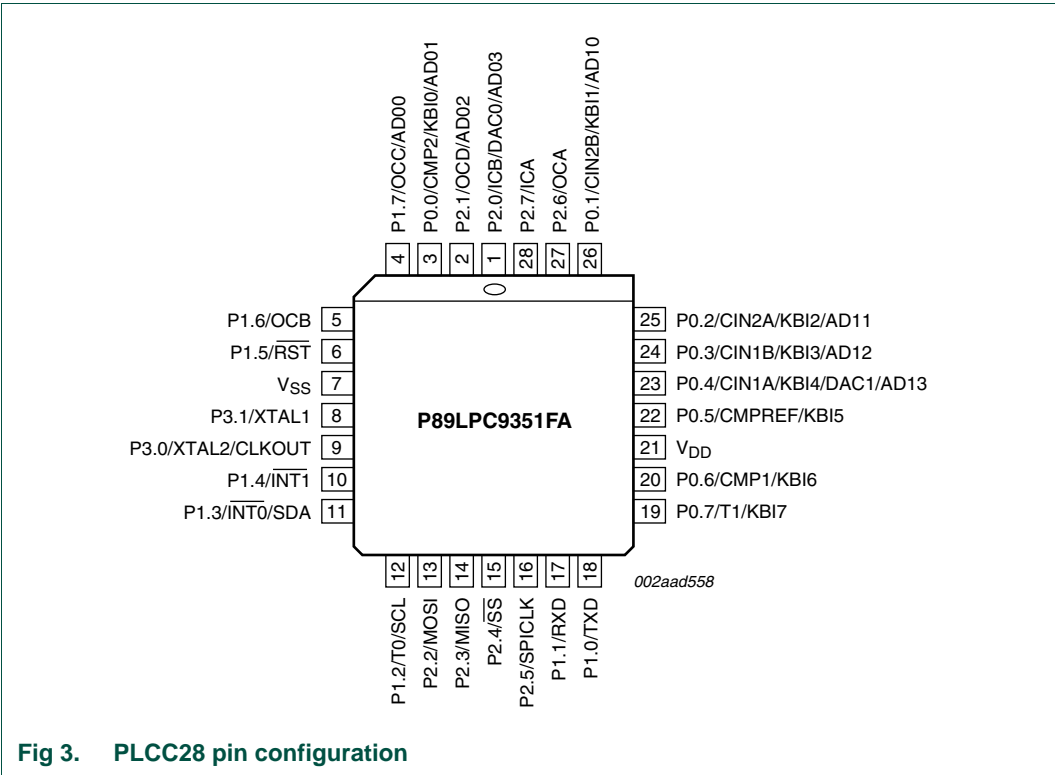 P1.7/OCC/AD00
P0.0/CMP2/KBI0/AD01
P2.1/OCD/AD02
P2.0/ICB/DAC0/AD03
P2.7/ICA
P2.6/OCA
P0.1/CIN2B/KBI1/AD10
4 3 2 1 28 27 26
P1.6/OCB 5
P1.5/R̅S̅T̅ 6
VSS 7
P3.1/XTAL1 8
P3.0/XTAL2/CLKOUT 9
P1.4/I̅N̅T̅1̅ 10
P1.3/I̅N̅T̅0̅/SDA 11
P89LPC9351FA
25 P0.2/CIN2A/KBI2/AD11
24 P0.3/CIN1B/KBI3/AD12
23 P0.4/CIN1A/KBI4/DAC1/AD13
22 P0.5/CMPREF/KBI5
21 VDD
20 P0.6/CMP1/KBI6
19 P0.7/T1/KBI7
12 13 14 15 16 17 18
P1.2/T0/SCL
P2.2/MOSI
P2.3/MISO
P2.4/S̅S̅
P2.5/SPICLK
P1.1/RXD
P1.0/TXD
002aad558
Fig 3. PLCC28 pin configuration